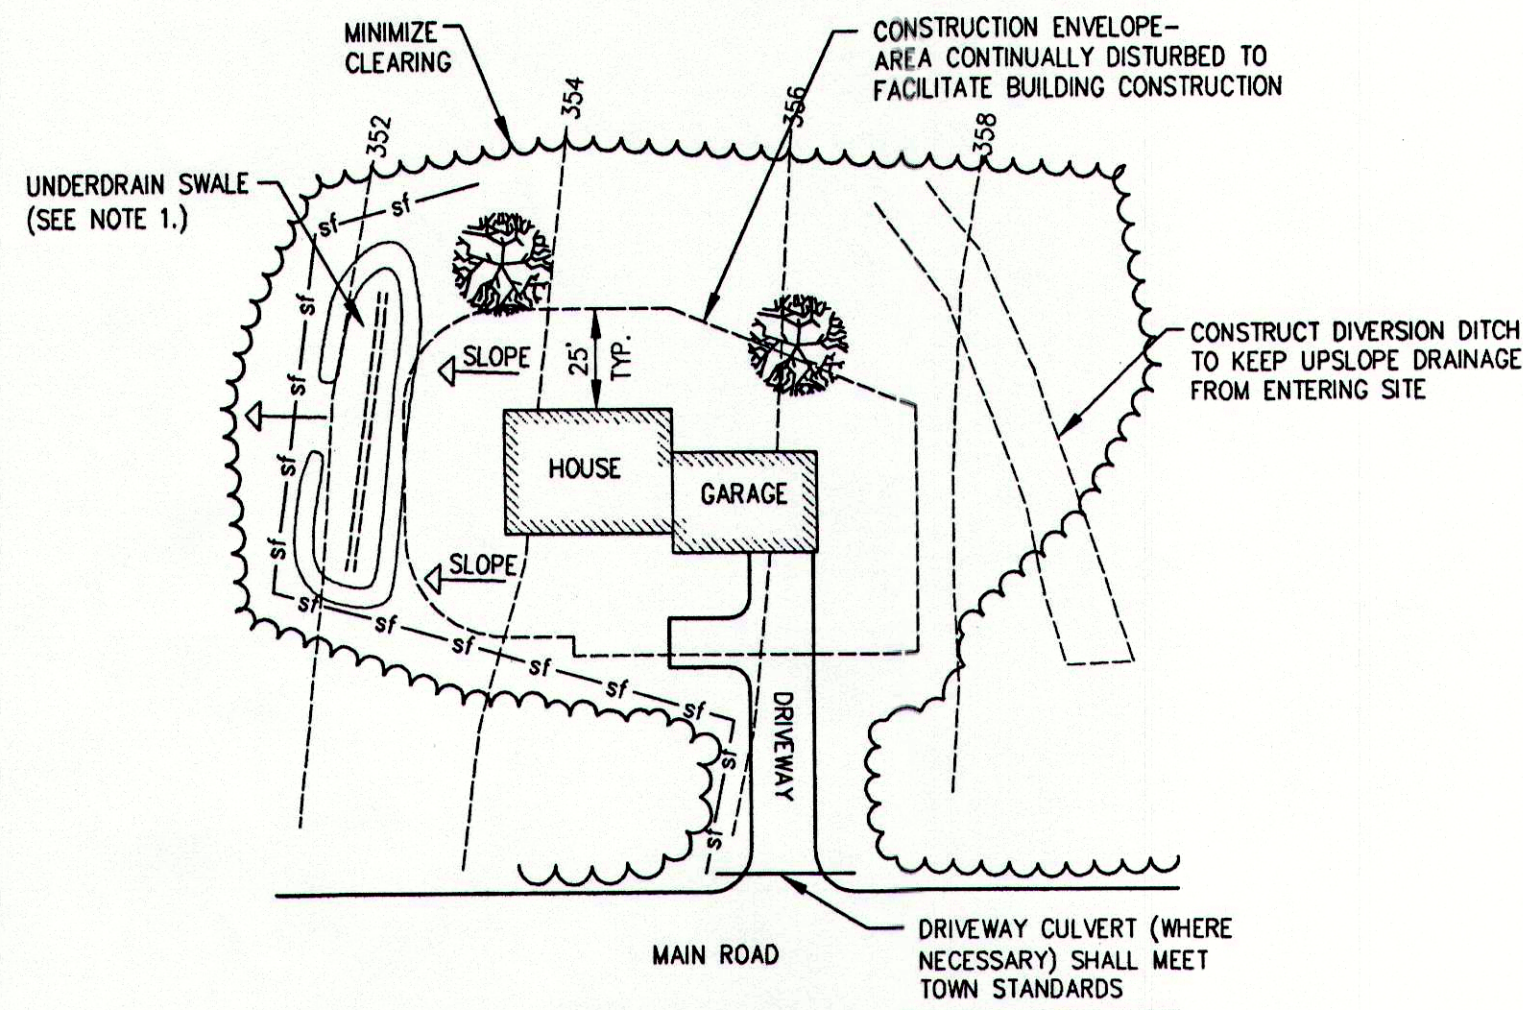 MINIMIZE
CLEARING
CONSTRUCTION ENVELOPE-
AREA CONTINUALLY DISTURBED TO
FACILITATE BUILDING CONSTRUCTION
352
354
356
358
UNDERDRAIN SWALE
(SEE NOTE 1.)
sf
sf
sf
sf
sf
sf
sf
sf
sf
sf
sf
sf
sf
sf
SLOPE
25'
TYP.
CONSTRUCT DIVERSION DITCH
TO KEEP UPSLOPE DRAINAGE
FROM ENTERING SITE
HOUSE
GARAGE
SLOPE
DRIVEWAY
MAIN ROAD
DRIVEWAY CULVERT (WHERE
NECESSARY) SHALL MEET
TOWN STANDARDS